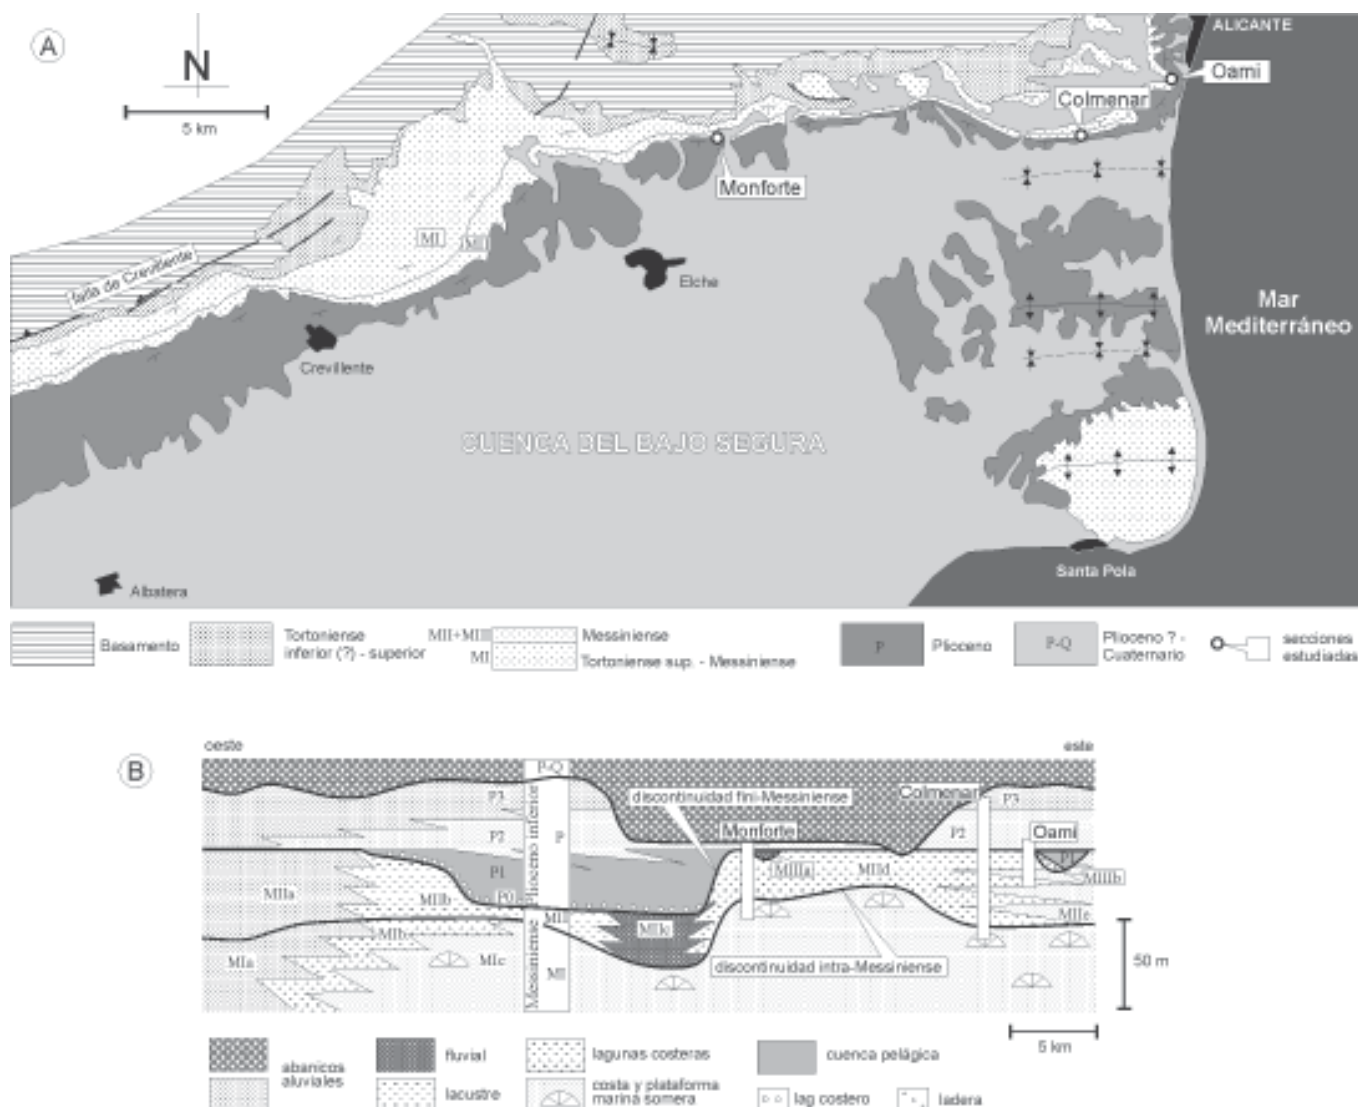 A
N
5 km
ALICANTE
Oami
Colmenar
Monforte
MI
MII
falla de Crevillente
Elche
Crevillente
Mar
Mediterráneo
CUENCA DEL BAJO SEGURA
Albatera
Santa Pola
Basamento
Tortoniense
inferior (?) - superior
MII+MIII
MI
Messiniense
Tortoniense sup. - Messiniense
P
Plioceno
P-Q
Plioceno ? -
Cuaternario
secciones
estudiadas
B
oeste
este
P-Q
P3
discontinuidad fini-Messiniense
Colmenar
P3
P2
P
Monforte
P2
Oami
Plioceno inferior
P1
P1
MIIIa
MIId
MIIIb
MIIa
MIIb
P0
MII
MIIc
MIIe
MIb
MIa
MIc
Messiniense
MI
discontinuidad intra-Messiniense
50 m
5 km
abanicos
aluviales
fluvial
lacustre
lagunas costeras
costa y plataforma
marina somera
cuenca pelágica
lag costero
ladera